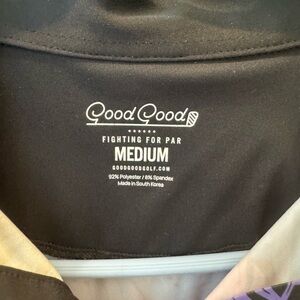 Good Good
FIGHTING FOR PAR
MEDIUM
GOODGOODGOLF.COM
92% Polyester / 8% Spandex
Made in South Korea